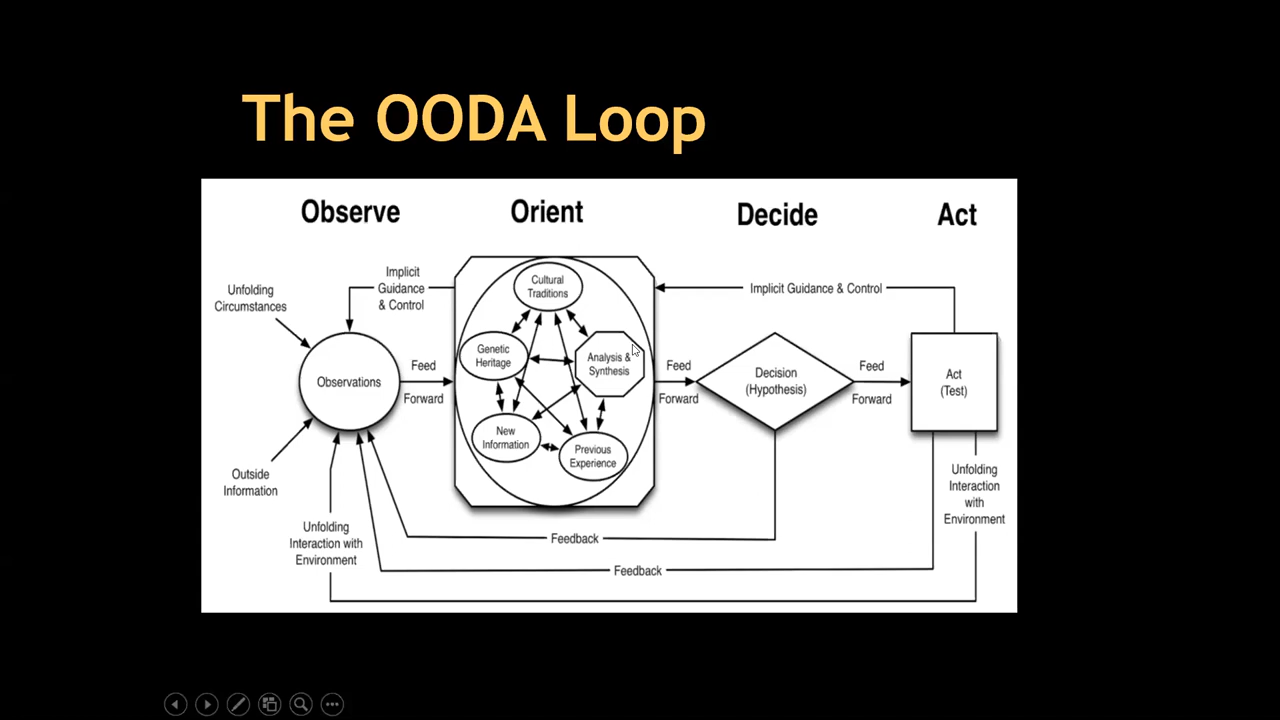 The OODA Loop
Observe
Orient
Decide
Act
Implicit
Guidance
& Control
Unfolding
Circumstances
Observations
Outside
Information
Feed
Forward
Cultural
Traditions
Genetic
Heritage
Analysis &
Synthesis
New
Information
Previous
Experience
Implicit Guidance & Control
Feed
Forward
Decision
(Hypothesis)
Feed
Forward
Act
(Test)
Unfolding
Interaction with
Environment
Feedback
Feedback
Unfolding
Interaction
with
Environment